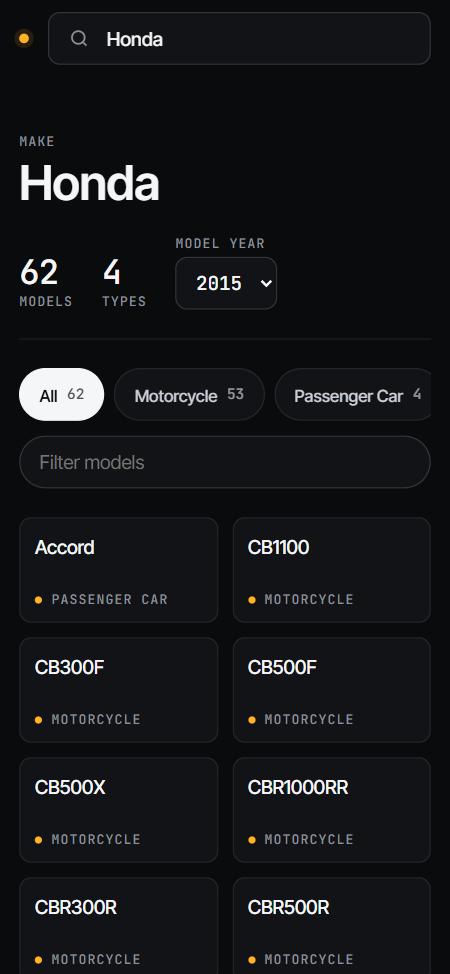 Honda
MAKE
Honda
MODEL YEAR
62 4 2015
MODELS TYPES
All 62 Motorcycle 53 Passenger Car 4
Filter models
Accord CB1100
PASSENGER CAR MOTORCYCLE
CB300F CB500F
MOTORCYCLE MOTORCYCLE
CB500X CBR1000RR
MOTORCYCLE MOTORCYCLE
CBR300R CBR500R
MOTORCYCLE MOTORCYCLE